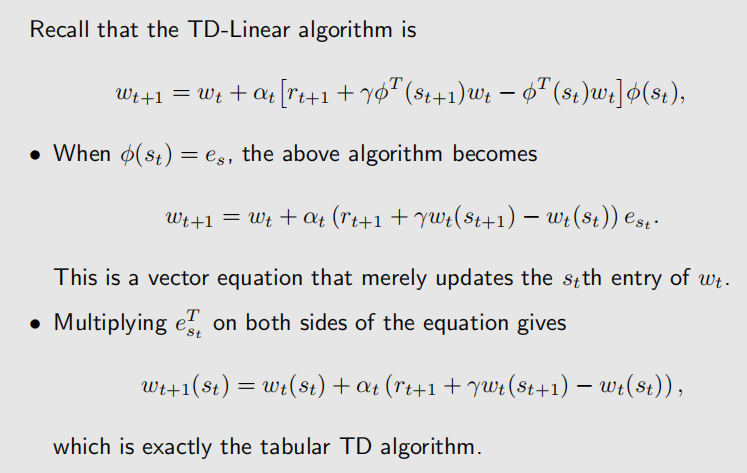 Recall that the TD-Linear algorithm is
w_{t+1} = w_t + α_t [r_{t+1} + γϕ^T(s_{t+1})w_t − ϕ^T(s_t)w_t] ϕ(s_t),
• When ϕ(s_t) = e_s, the above algorithm becomes
w_{t+1} = w_t + α_t (r_{t+1} + γw_t(s_{t+1}) − w_t(s_t)) e_{s_t}.
This is a vector equation that merely updates the s_tth entry of w_t.
• Multiplying e_{s_t}^T on both sides of the equation gives
w_{t+1}(s_t) = w_t(s_t) + α_t (r_{t+1} + γw_t(s_{t+1}) − w_t(s_t)),
which is exactly the tabular TD algorithm.